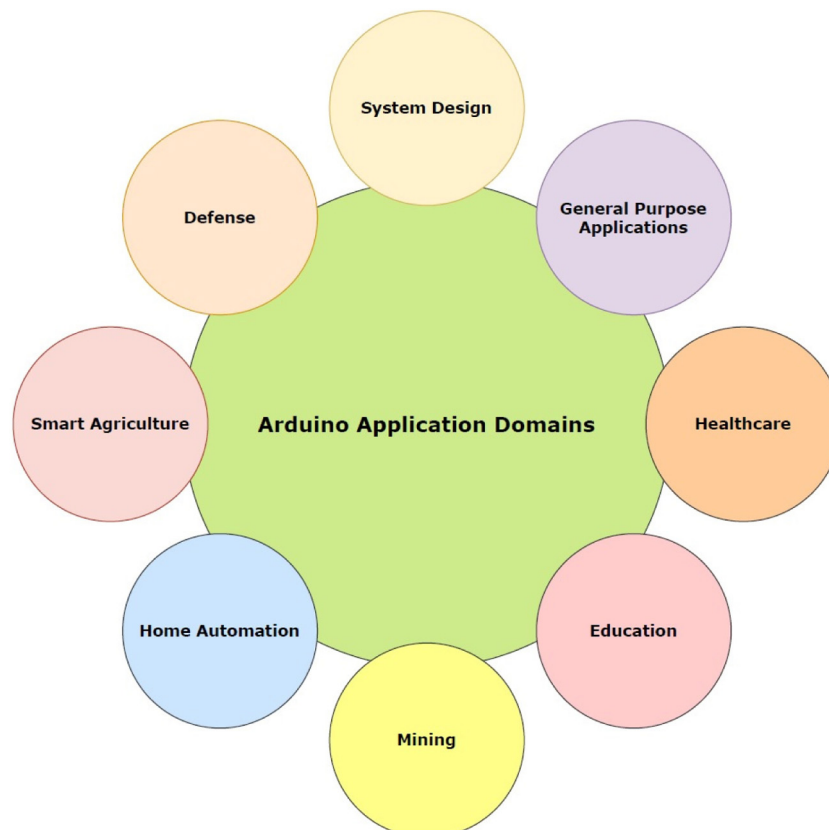 System Design
Defense
General Purpose
Applications
Smart Agriculture
Arduino Application Domains
Healthcare
Home Automation
Education
Mining